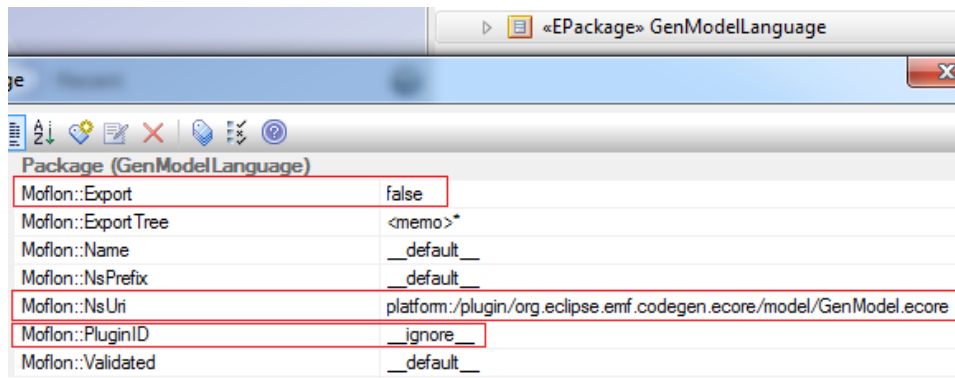 «EPackage» GenModelLanguage
ge
Package (GenModelLanguage)
Moflon::Export false
Moflon::ExportTree <memo>*
Moflon::Name __default__
Moflon::NsPrefix __default__
Moflon::NsUri platform:/plugin/org.eclipse.emf.codegen.ecore/model/GenModel.ecore
Moflon::PluginID __ignore__
Moflon::Validated __default__